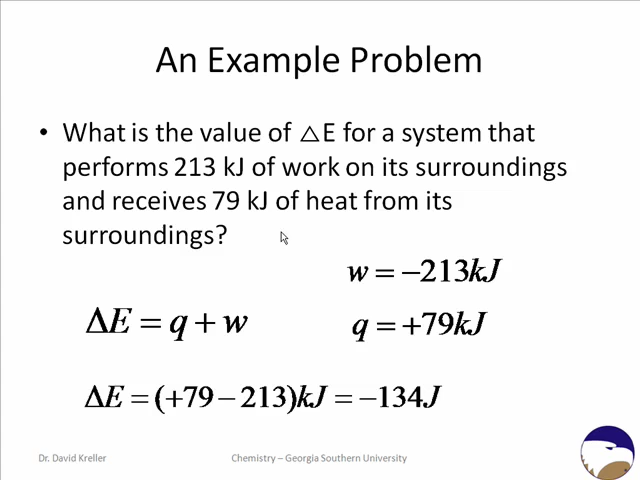 An Example Problem
• What is the value of △E for a system that
performs 213 kJ of work on its surroundings
and receives 79 kJ of heat from its
surroundings?
w = −213kJ
ΔE = q + w
q = +79kJ
ΔE = (+79 − 213)kJ = −134J
Dr. David Kreller
Chemistry – Georgia Southern University